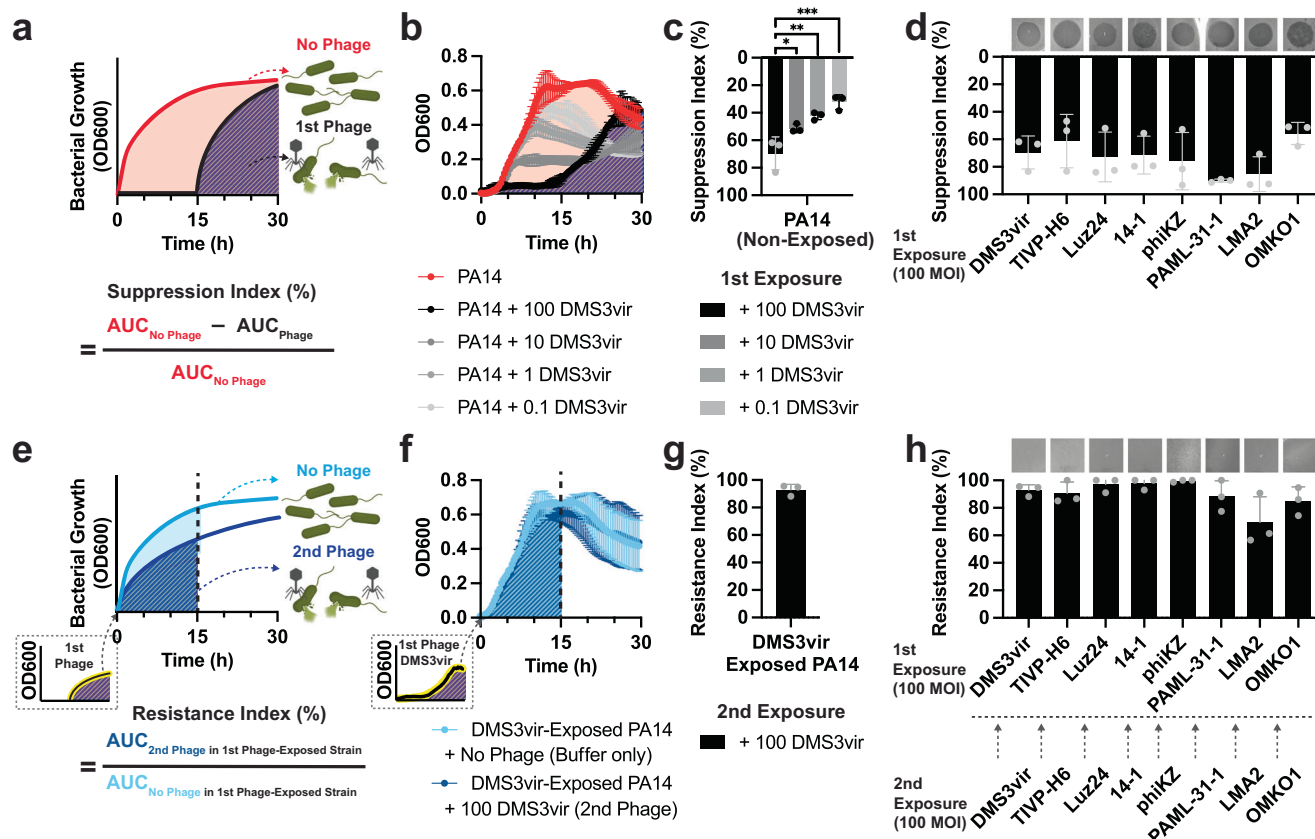 a
No Phage
1st Phage
Bacterial Growth
(OD600)
0
15
30
Time (h)
Suppression Index (%)
= AUC No Phage − AUC Phage
AUC No Phage
b
OD600
0.8
0.6
0.4
0.2
0.0
0
15
30
Time (h)
PA14
PA14 + 100 DMS3vir
PA14 + 10 DMS3vir
PA14 + 1 DMS3vir
PA14 + 0.1 DMS3vir
c
***
**
*
Suppression Index (%)
0
20
40
60
80
100
PA14
(Non-Exposed)
1st Exposure
+ 100 DMS3vir
+ 10 DMS3vir
+ 1 DMS3vir
+ 0.1 DMS3vir
d
Suppression Index (%)
0
20
40
60
80
100
1st
Exposure
(100 MOI)
DMS3vir
TIVP-H6
Luz24
14-1
phiKZ
PAML-31-1
LMA2
OMKO1
e
No Phage
2nd Phage
Bacterial Growth
(OD600)
0
15
30
Time (h)
OD600
1st
Phage
Resistance Index (%)
= AUC 2nd Phage in 1st Phage-Exposed Strain
AUC No Phage in 1st Phage-Exposed Strain
f
OD600
0.8
0.6
0.4
0.2
0.0
0
15
30
Time (h)
OD600
1st Phage
DMS3vir
DMS3vir-Exposed PA14
+ No Phage (Buffer only)
DMS3vir-Exposed PA14
+ 100 DMS3vir (2nd Phage)
g
Resistance Index (%)
100
80
60
40
20
0
DMS3vir
Exposed PA14
2nd Exposure
+ 100 DMS3vir
h
Resistance Index (%)
100
80
60
40
20
0
1st
Exposure
(100 MOI)
DMS3vir
TIVP-H6
Luz24
14-1
phiKZ
PAML-31-1
LMA2
OMKO1
2nd
Exposure
(100 MOI)
DMS3vir
TIVP-H6
Luz24
14-1
phiKZ
PAML-31-1
LMA2
OMKO1